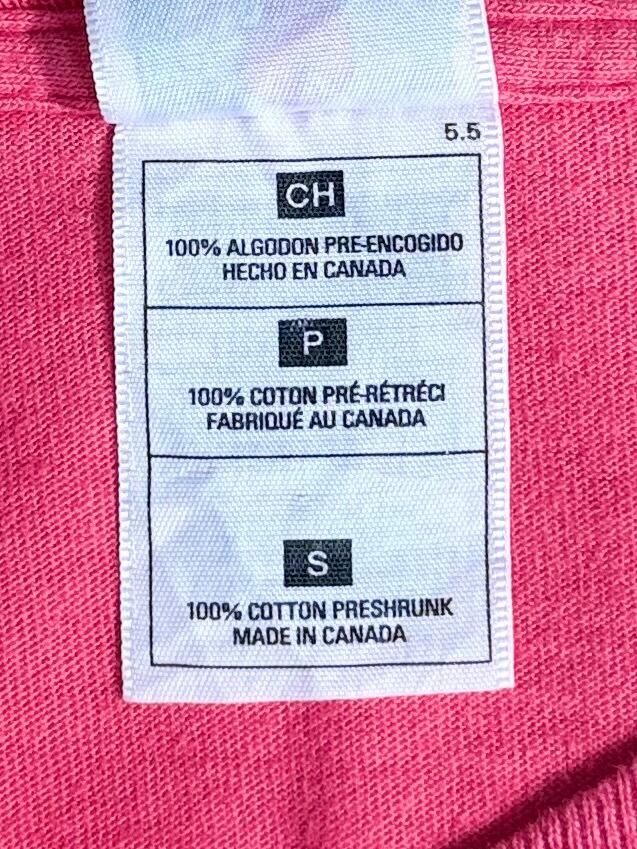 5.5
CH
100% ALGODON PRE-ENCOGIDO
HECHO EN CANADA
P
100% COTON PRÉ-RÉTRÉCI
FABRIQUÉ AU CANADA
S
100% COTTON PRESHRUNK
MADE IN CANADA